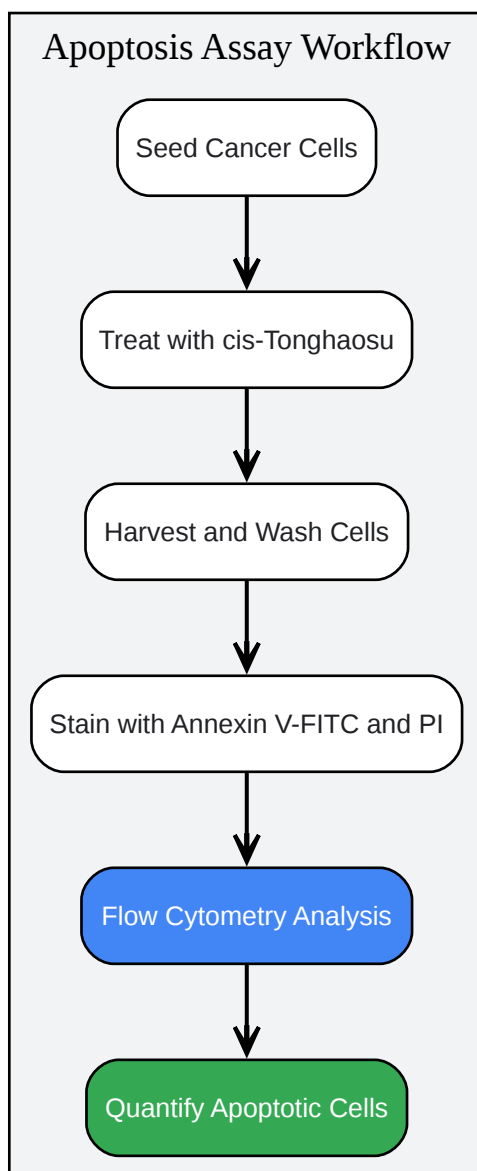 Apoptosis Assay Workflow
Seed Cancer Cells
Treat with cis-Tonghaosu
Harvest and Wash Cells
Stain with Annexin V-FITC and PI
Flow Cytometry Analysis
Quantify Apoptotic Cells